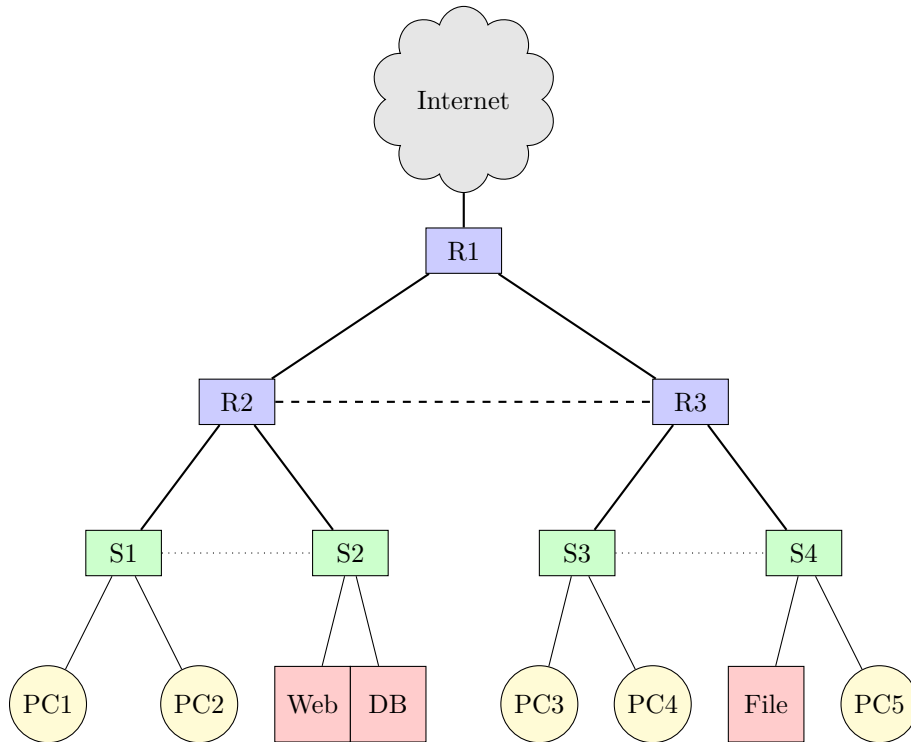 Internet
R1
R2
R3
S1
S2
S3
S4
PC1
PC2
Web
DB
PC3
PC4
File
PC5